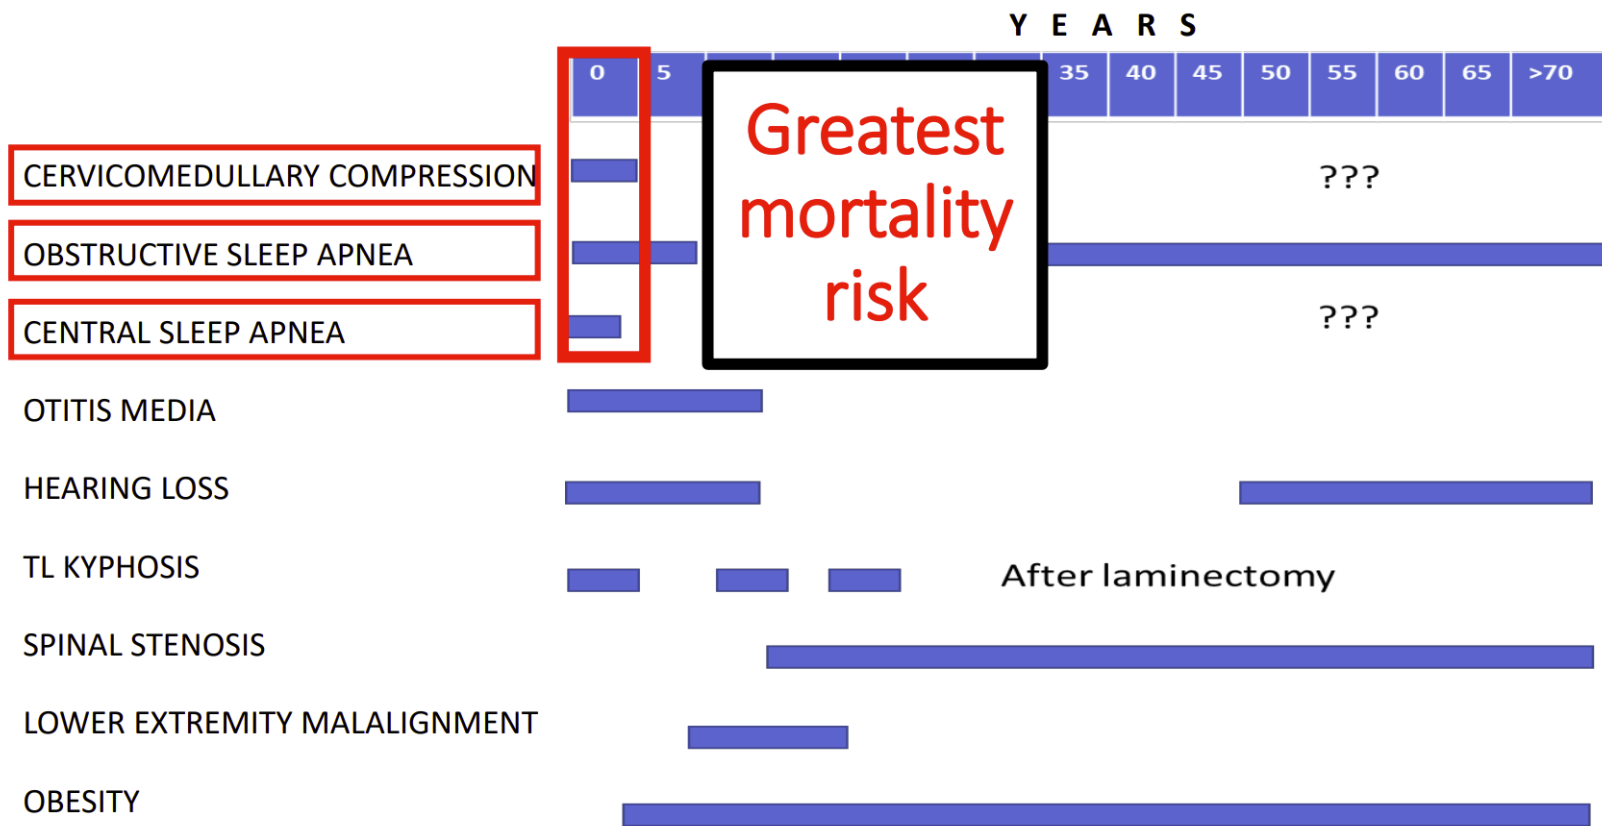 Y E A R S
0 5 35 40 45 50 55 60 65 >70
Greatest
mortality
risk
CERVICOMEDULLARY COMPRESSION
???
OBSTRUCTIVE SLEEP APNEA
CENTRAL SLEEP APNEA
???
OTITIS MEDIA
HEARING LOSS
TL KYPHOSIS
After laminectomy
SPINAL STENOSIS
LOWER EXTREMITY MALALIGNMENT
OBESITY